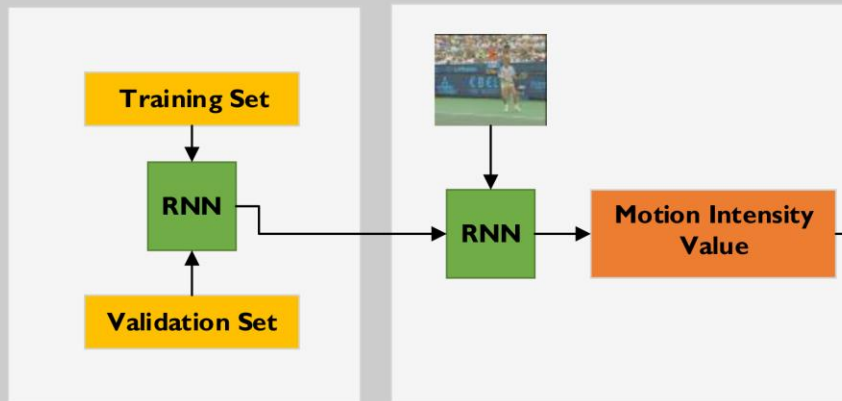 Training Set
RNN
Validation Set
RNN
Motion Intensity
Value